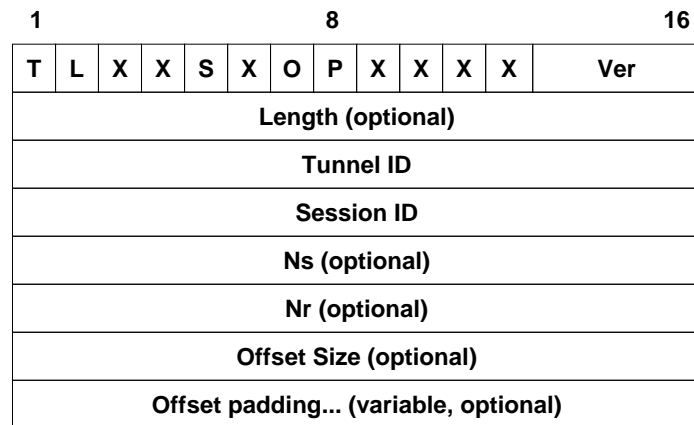 1 8 16
T L X X S X O P X X X X Ver
Length (optional)
Tunnel ID
Session ID
Ns (optional)
Nr (optional)
Offset Size (optional)
Offset padding... (variable, optional)